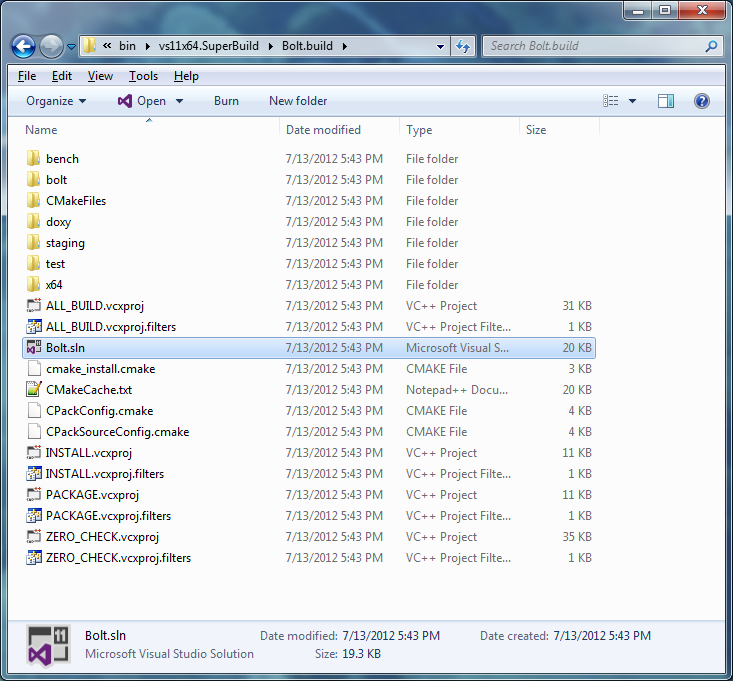 « bin vs11x64.SuperBuild Bolt.build Search Bolt.build
File Edit View Tools Help
Organize Open Burn New folder
Name Date modified Type Size
bench 7/13/2012 5:43 PM File folder
bolt 7/13/2012 5:43 PM File folder
CMakeFiles 7/13/2012 5:43 PM File folder
doxy 7/13/2012 5:43 PM File folder
staging 7/13/2012 5:43 PM File folder
test 7/13/2012 5:43 PM File folder
x64 7/13/2012 5:43 PM File folder
ALL_BUILD.vcxproj 7/13/2012 5:43 PM VC++ Project 31 KB
ALL_BUILD.vcxproj.filters 7/13/2012 5:43 PM VC++ Project Filte... 1 KB
Bolt.sln 7/13/2012 5:43 PM Microsoft Visual S... 20 KB
cmake_install.cmake 7/13/2012 5:43 PM CMAKE File 3 KB
CMakeCache.txt 7/13/2012 5:43 PM Notepad++ Docu... 20 KB
CPackConfig.cmake 7/13/2012 5:43 PM CMAKE File 4 KB
CPackSourceConfig.cmake 7/13/2012 5:43 PM CMAKE File 4 KB
INSTALL.vcxproj 7/13/2012 5:43 PM VC++ Project 11 KB
INSTALL.vcxproj.filters 7/13/2012 5:43 PM VC++ Project Filte... 1 KB
PACKAGE.vcxproj 7/13/2012 5:43 PM VC++ Project 11 KB
PACKAGE.vcxproj.filters 7/13/2012 5:43 PM VC++ Project Filte... 1 KB
ZERO_CHECK.vcxproj 7/13/2012 5:43 PM VC++ Project 35 KB
ZERO_CHECK.vcxproj.filters 7/13/2012 5:43 PM VC++ Project Filte... 1 KB
11 Bolt.sln Date modified: 7/13/2012 5:43 PM Date created: 7/13/2012 5:43 PM
Microsoft Visual Studio Solution Size: 19.3 KB